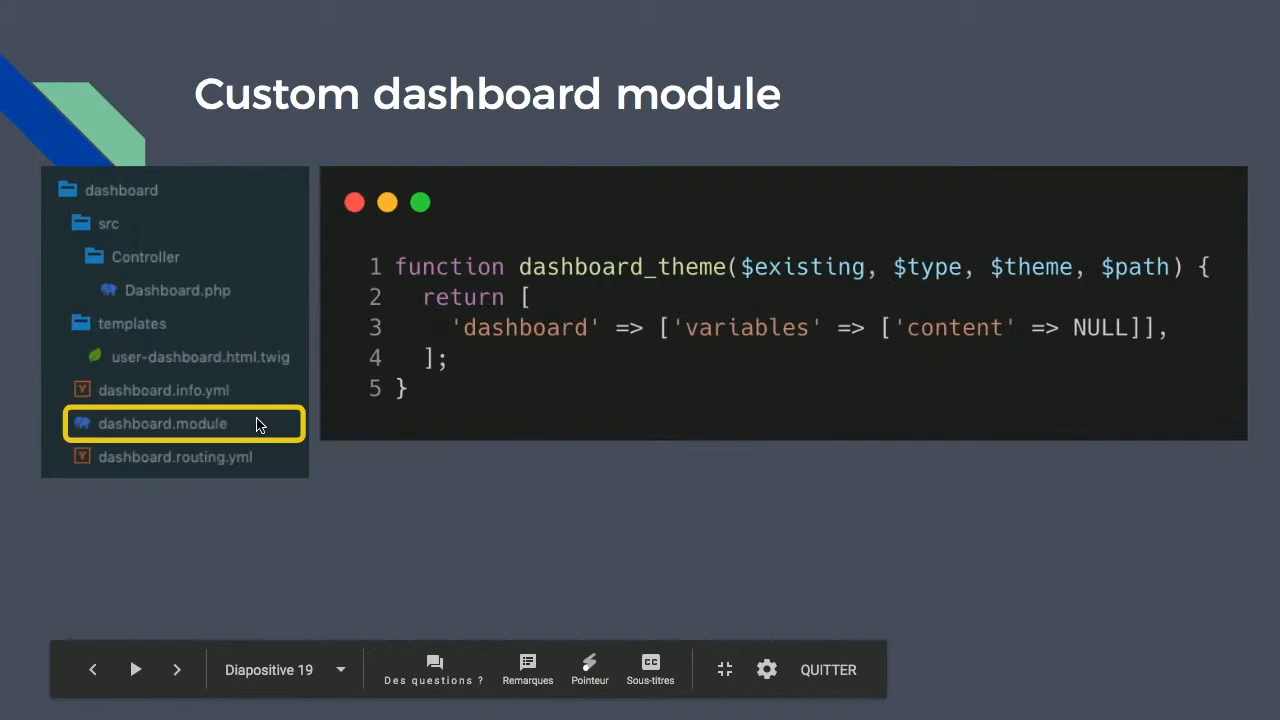 Custom dashboard module
dashboard
src
Controller
Dashboard.php
templates
user-dashboard.html.twig
dashboard.info.yml
dashboard.module
dashboard.routing.yml
1 function dashboard_theme($existing, $type, $theme, $path) {
2 return [
3 'dashboard' => ['variables' => ['content' => NULL]],
4 ];
5 }
Diapositive 19
Des questions ?
Remarques
Pointeur
CC
Sous-titres
QUITTER